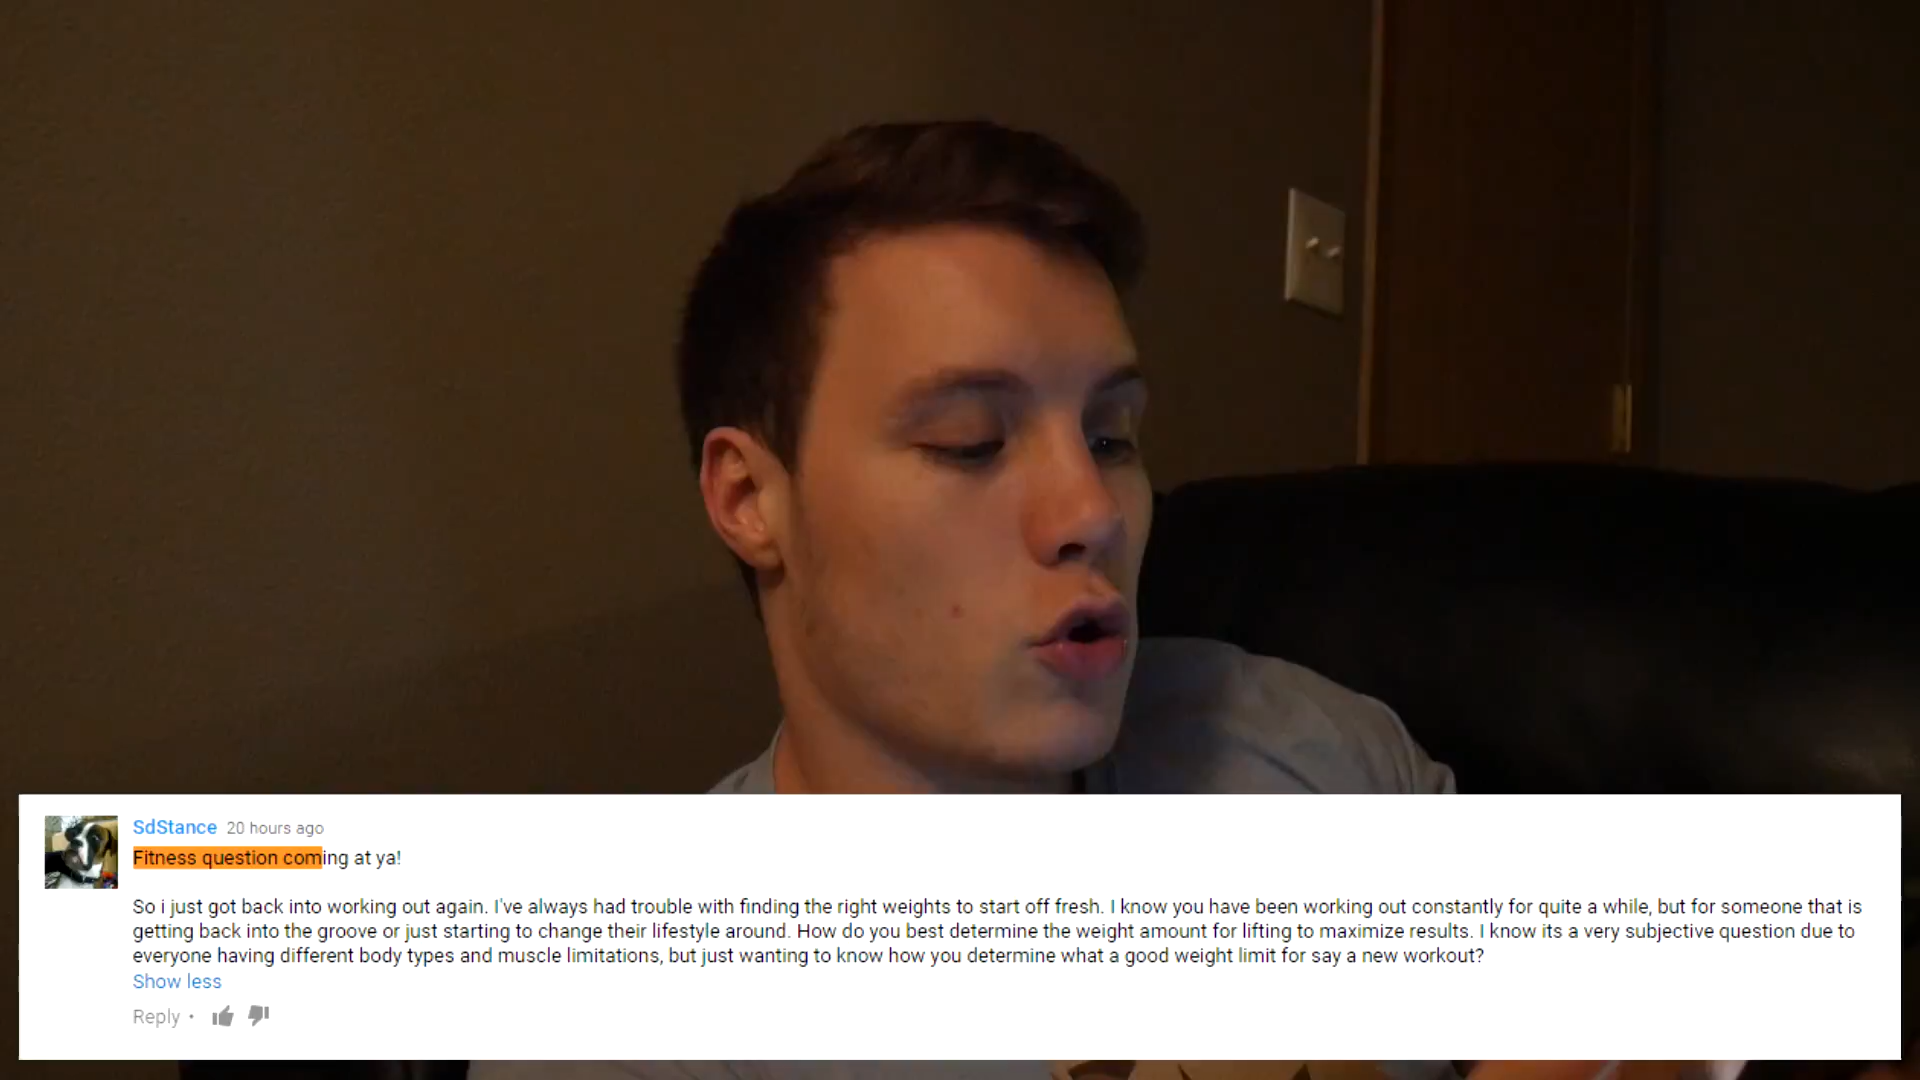 SdStance 20 hours ago
Fitness question coming at ya!
So i just got back into working out again. I've always had trouble with finding the right weights to start off fresh. I know you have been working out constantly for quite a while, but for someone that is
getting back into the groove or just starting to change their lifestyle around. How do you best determine the weight amount for lifting to maximize results. I know its a very subjective question due to
everyone having different body types and muscle limitations, but just wanting to know how you determine what a good weight limit for say a new workout?
Show less
Reply •